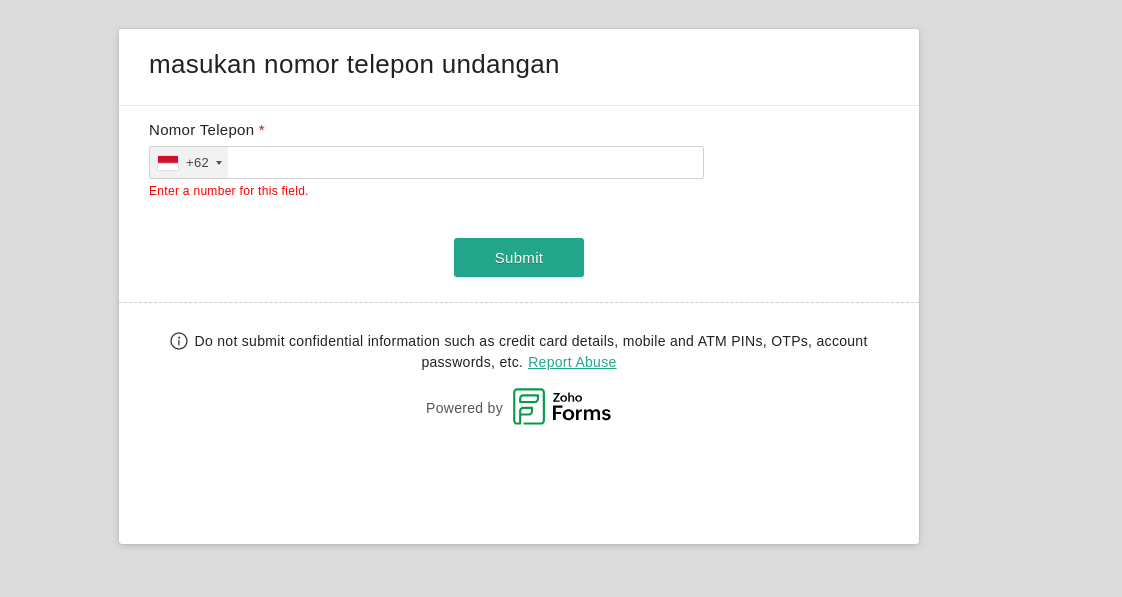 masukan nomor telepon undangan
Nomor Telepon *
+62
Enter a number for this field.
Submit
Do not submit confidential information such as credit card details, mobile and ATM PINs, OTPs, account
passwords, etc. Report Abuse
Powered by Zoho Forms